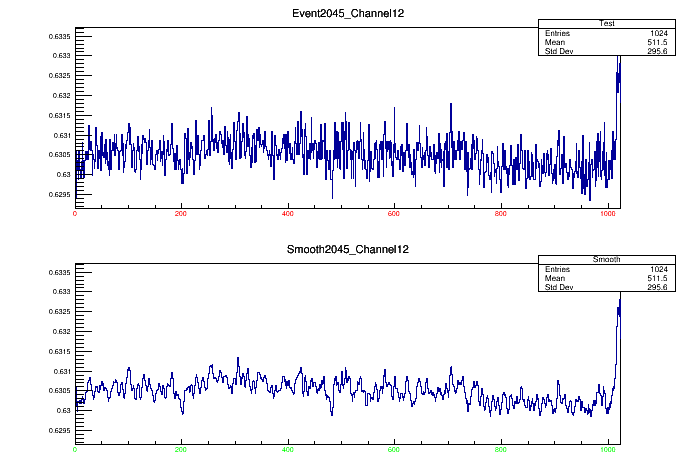 Event2045_Channel12
Test
Entries 1024
Mean 511.5
Std Dev 295.6
0.6335
0.633
0.6325
0.632
0.6315
0.631
0.6305
0.63
0.6295
0 200 400 600 800 1000
Smooth2045_Channel12
Smooth
Entries 1024
Mean 511.5
Std Dev 295.6
0.6335
0.633
0.6325
0.632
0.6315
0.631
0.6305
0.63
0.6295
0 200 400 600 800 1000